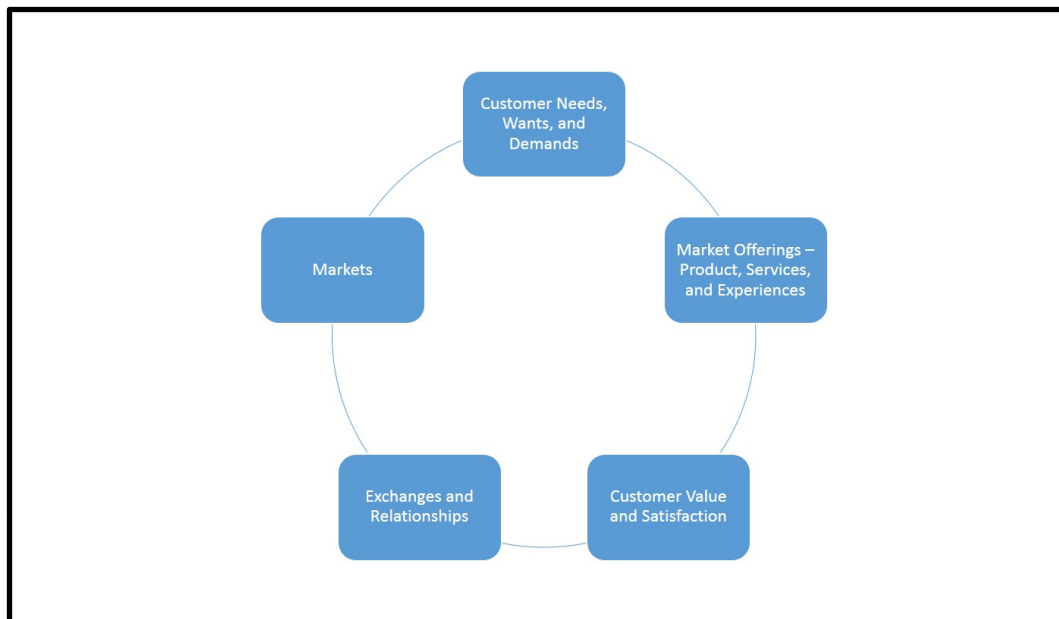 Customer Needs,
Wants, and
Demands
Market Offerings –
Product, Services,
and Experiences
Customer Value
and Satisfaction
Exchanges and
Relationships
Markets